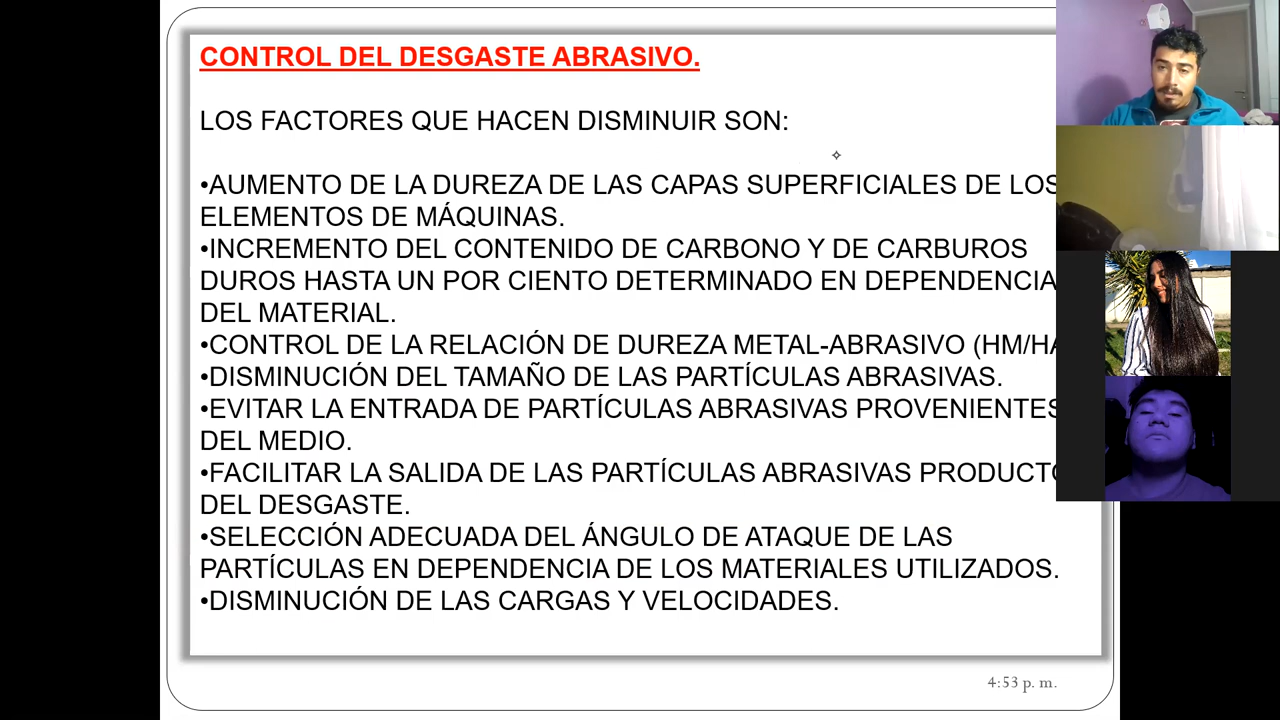 CONTROL DEL DESGASTE ABRASIVO.
LOS FACTORES QUE HACEN DISMINUIR SON:
•AUMENTO DE LA DUREZA DE LAS CAPAS SUPERFICIALES DE LOS
ELEMENTOS DE MÁQUINAS.
•INCREMENTO DEL CONTENIDO DE CARBONO Y DE CARBUROS
DUROS HASTA UN POR CIENTO DETERMINADO EN DEPENDENCIA
DEL MATERIAL.
•CONTROL DE LA RELACIÓN DE DUREZA METAL-ABRASIVO (HM/HA
•DISMINUCIÓN DEL TAMAÑO DE LAS PARTÍCULAS ABRASIVAS.
•EVITAR LA ENTRADA DE PARTÍCULAS ABRASIVAS PROVENIENTES
DEL MEDIO.
•FACILITAR LA SALIDA DE LAS PARTÍCULAS ABRASIVAS PRODUCTO
DEL DESGASTE.
•SELECCIÓN ADECUADA DEL ÁNGULO DE ATAQUE DE LAS
PARTÍCULAS EN DEPENDENCIA DE LOS MATERIALES UTILIZADOS.
•DISMINUCIÓN DE LAS CARGAS Y VELOCIDADES.
4:53 p. m.